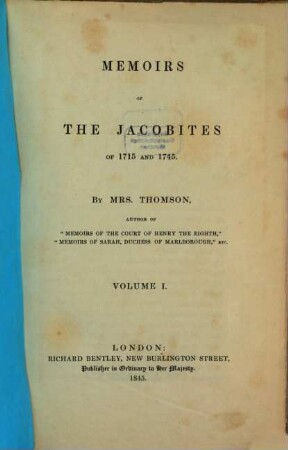 MEMOIRS
OF
THE JACOBITES
OF 1715 AND 1745.
BY MRS. THOMSON,
AUTHOR OF
"MEMOIRS OF THE COURT OF HENRY THE EIGHTH,"
"MEMOIRS OF SARAH, DUCHESS OF MARLBOROUGH," ETC.
VOLUME I.
LONDON:
RICHARD BENTLEY, NEW BURLINGTON STREET,
Publisher in Ordinary to Her Majesty.
1845.